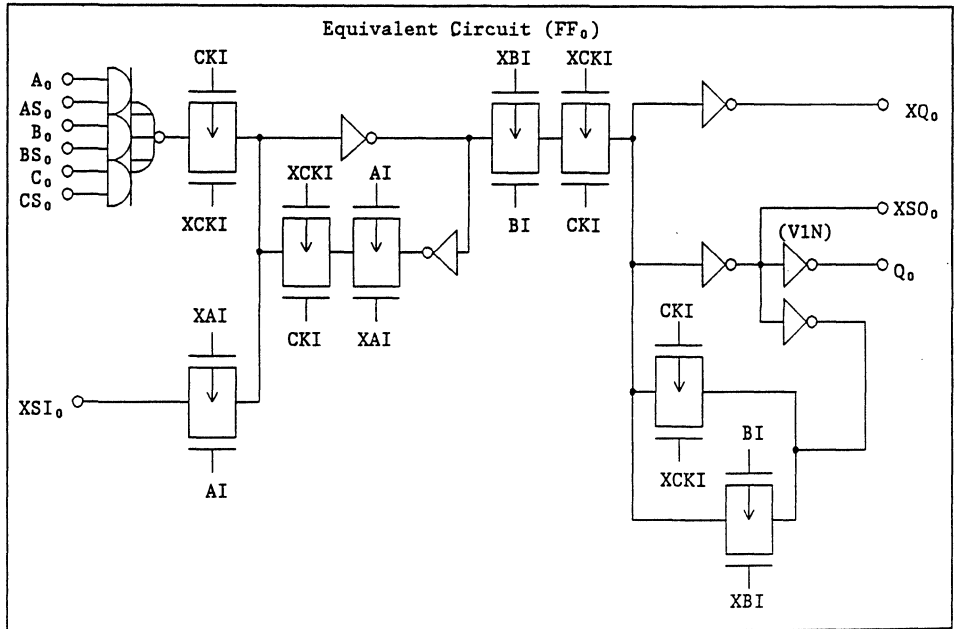 Equivalent Circuit (FF₀)
CKI
XBI
XCKI
A₀
AS₀
B₀
BS₀
C₀
CS₀
XQ₀
XCKI
XCKI
AI
BI
CKI
XSO₀
(V1N)
Q₀
XAI
CKI
XAI
CKI
XSI₀
AI
XCKI
BI
XBI